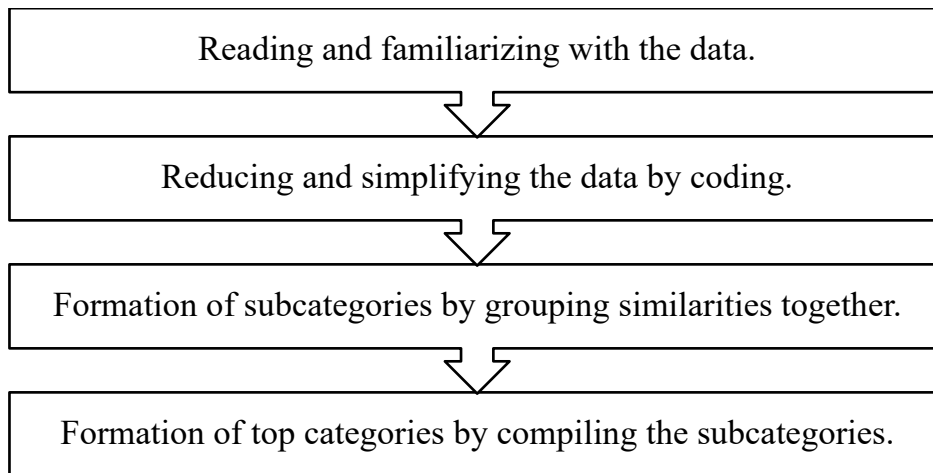 Reading and familiarizing with the data.
Reducing and simplifying the data by coding.
Formation of subcategories by grouping similarities together.
Formation of top categories by compiling the subcategories.